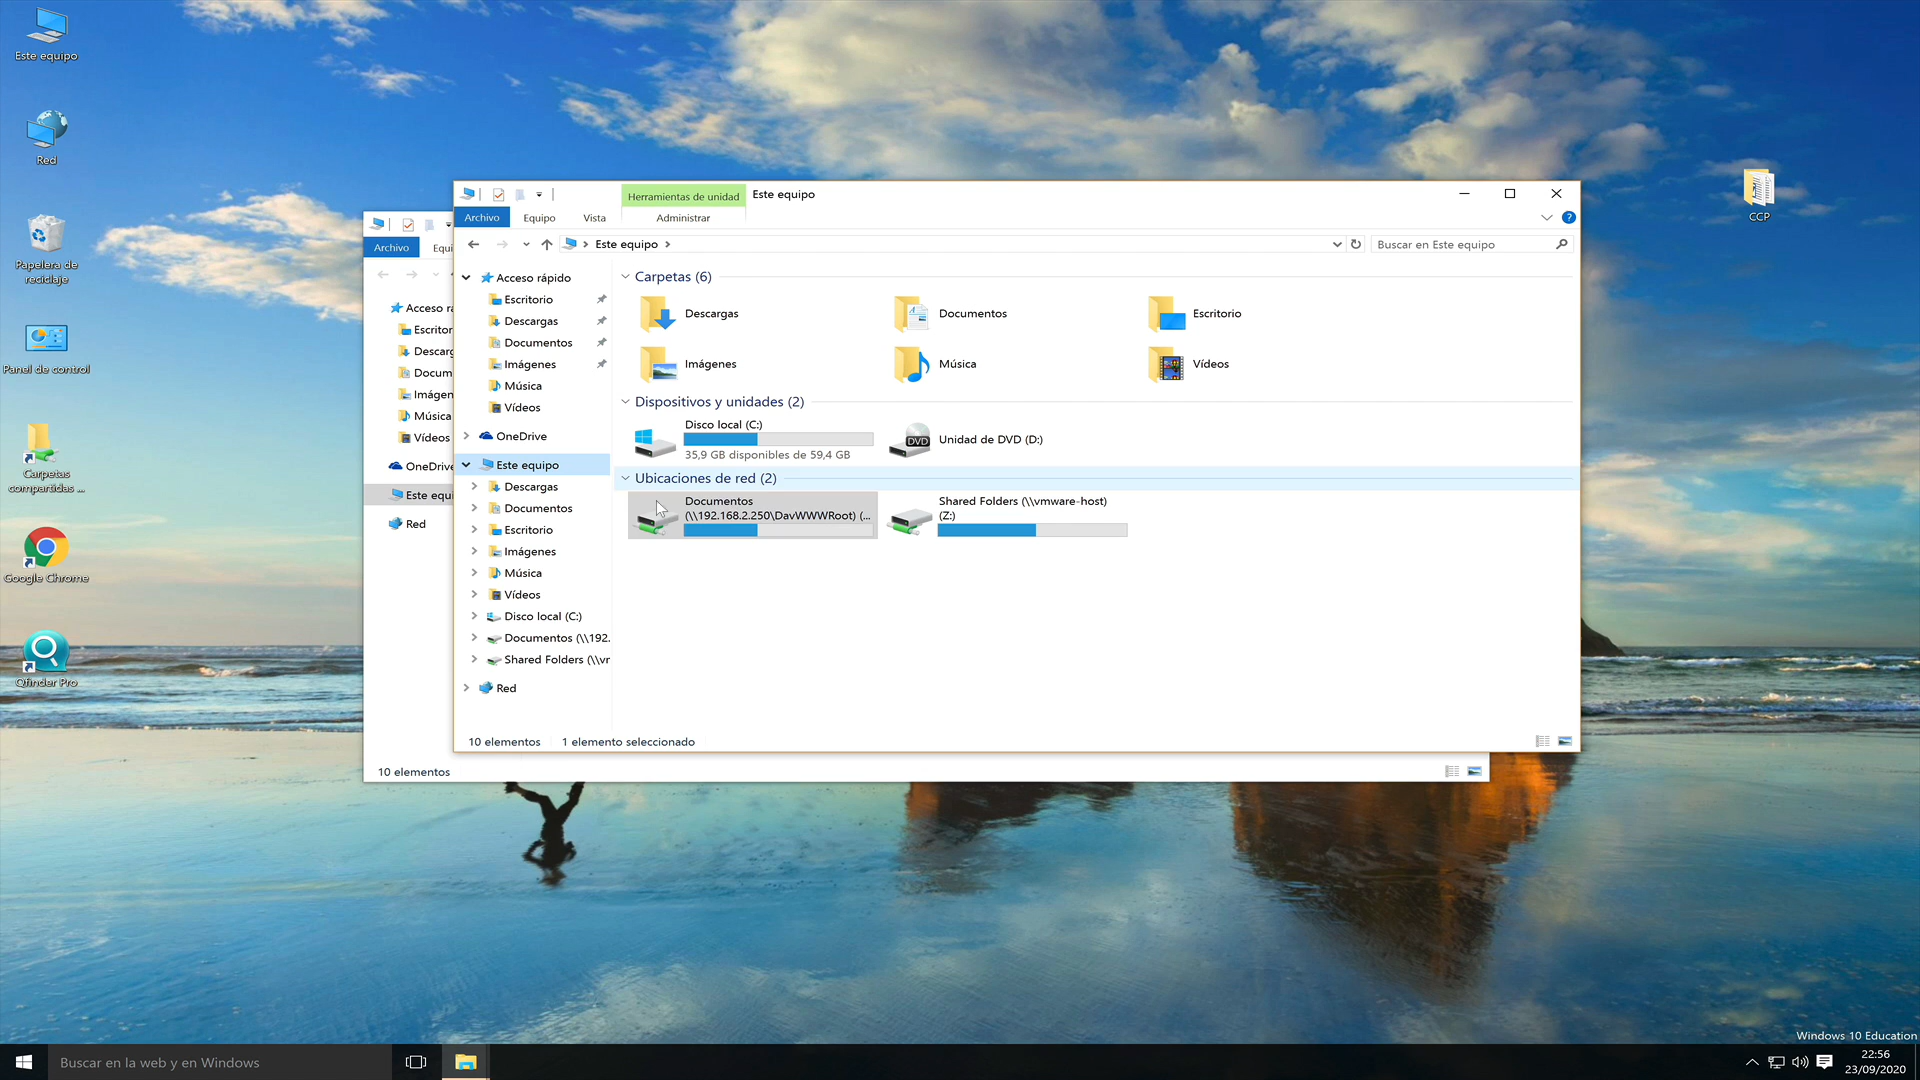 Este equipo
Red
Papelera de
reciclaje
Panel de control
Carpetas
compartidas ...
Google Chrome
Qfinder Pro
CCP
Archivo
Equi
Acceso rá
Escritor
Descarg
Docum
Imágen
Música
Vídeos
OneDrive
Este equi
Red
10 elementos
Herramientas de unidad
Este equipo
Archivo
Equipo
Vista
Administrar
Este equipo
Buscar en Este equipo
Acceso rápido
Escritorio
Descargas
Documentos
Imágenes
Música
Vídeos
OneDrive
Este equipo
Descargas
Documentos
Escritorio
Imágenes
Música
Vídeos
Disco local (C:)
Documentos (\\192.
Shared Folders (\\vr
Red
Carpetas (6)
Descargas
Documentos
Escritorio
Imágenes
Música
Vídeos
Dispositivos y unidades (2)
Disco local (C:)
35,9 GB disponibles de 59,4 GB
DVD
Unidad de DVD (D:)
Ubicaciones de red (2)
Documentos
(\\192.168.2.250\DavWWWRoot) (...
Shared Folders (\\vmware-host)
(Z:)
10 elementos
1 elemento seleccionado
Windows 10 Education
Buscar en la web y en Windows
22:56
23/09/2020